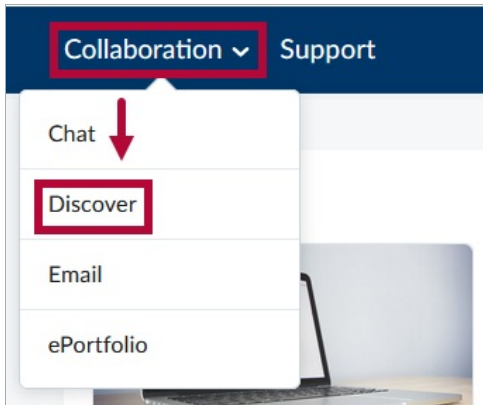 Collaboration Support
Chat
Discover
Email
ePortfolio